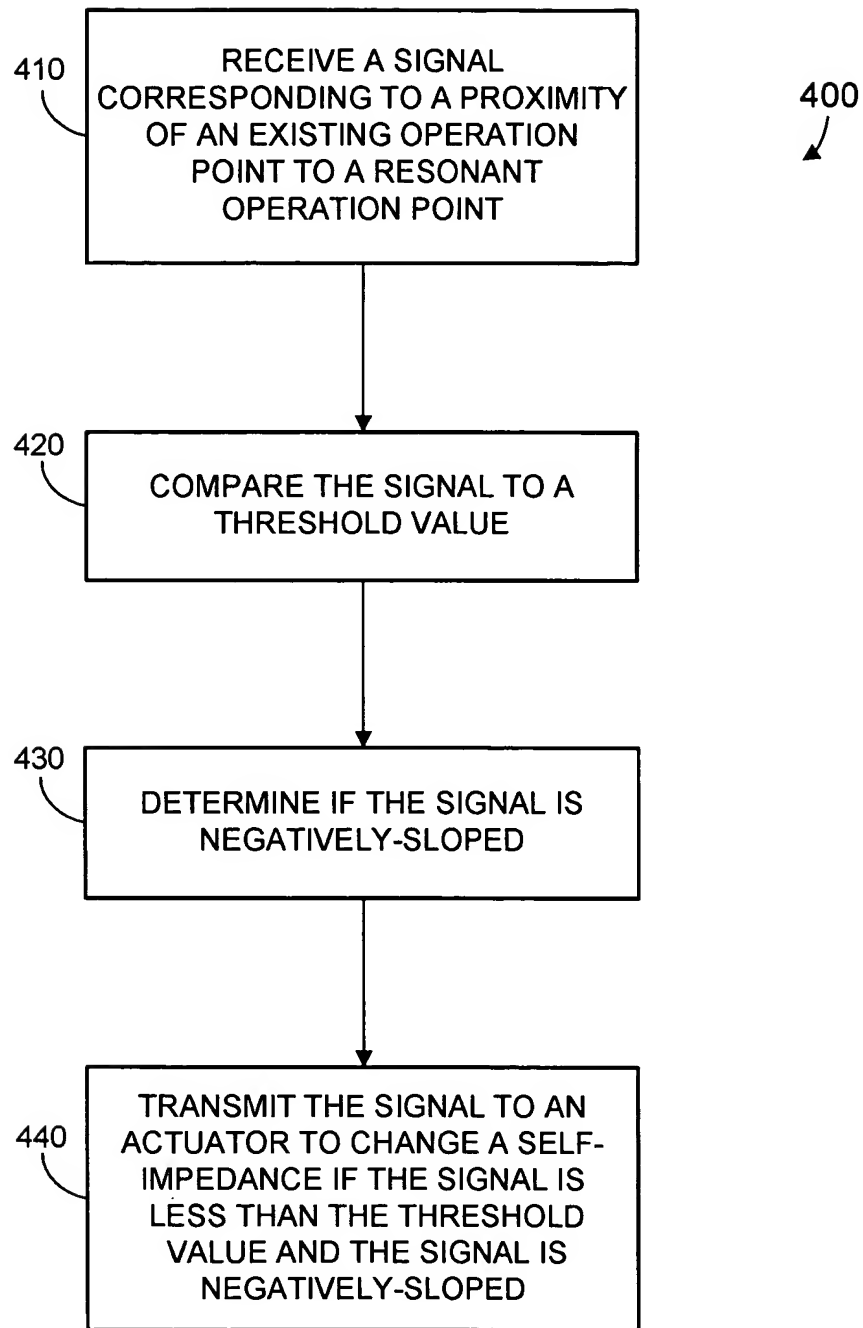 410
RECEIVE A SIGNAL
CORRESPONDING TO A PROXIMITY
OF AN EXISTING OPERATION
POINT TO A RESONANT
OPERATION POINT
400
420
COMPARE THE SIGNAL TO A
THRESHOLD VALUE
430
DETERMINE IF THE SIGNAL IS
NEGATIVELY-SLOPED
440
TRANSMIT THE SIGNAL TO AN
ACTUATOR TO CHANGE A SELF-
IMPEDANCE IF THE SIGNAL IS
LESS THAN THE THRESHOLD
VALUE AND THE SIGNAL IS
NEGATIVELY-SLOPED